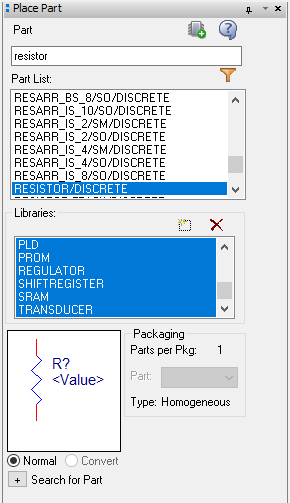 Place Part
Part
resistor
Part List:
RESARR_BS_8/SO/DISCRETE
RESARR_IS_10/SO/DISCRETE
RESARR_IS_2/SM/DISCRETE
RESARR_IS_2/SO/DISCRETE
RESARR_IS_4/SM/DISCRETE
RESARR_IS_4/SO/DISCRETE
RESARR_IS_8/SO/DISCRETE
RESISTOR/DISCRETE
Libraries:
PLD
PROM
REGULATOR
SHIFTREGISTER
SRAM
TRANSDUCER
R?
<Value>
Packaging
Parts per Pkg: 1
Part:
Type: Homogeneous
Normal Convert
+ Search for Part